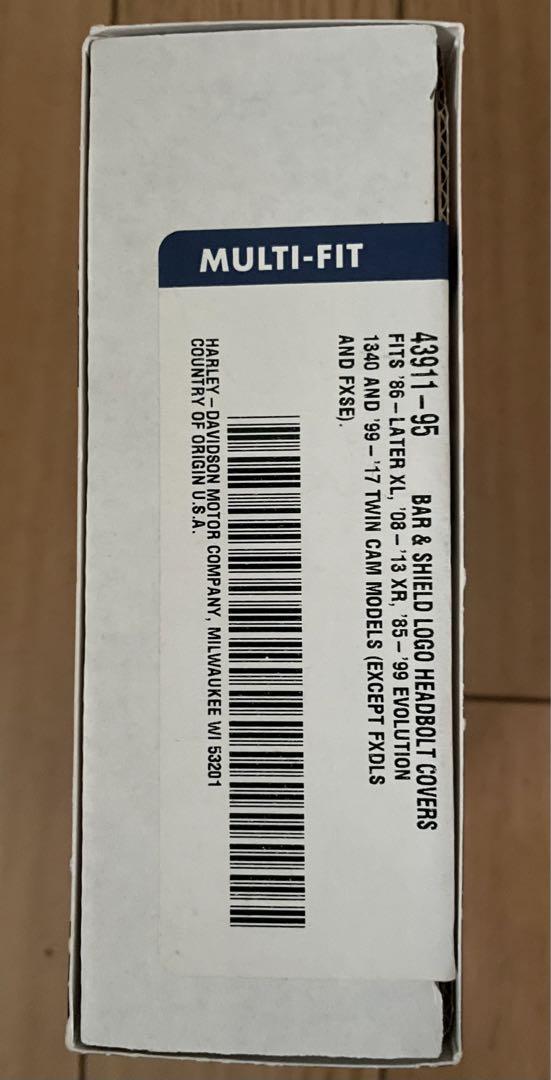 MULTI-FIT
43911-95 BAR & SHIELD LOGO HEADBOLT COVERS
FITS '86-LATER XL, '08-'13 XR, '85-'99 EVOLUTION
1340 AND '99-'17 TWIN CAM MODELS (EXCEPT FXDLS
AND FXSE).
HARLEY-DAVIDSON MOTOR COMPANY, MILWAUKEE WI 53201
COUNTRY OF ORIGIN U.S.A.